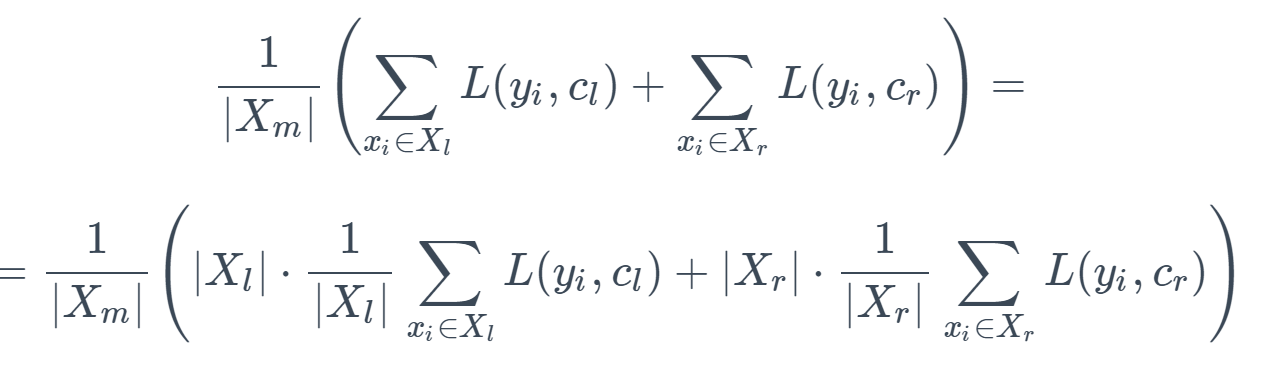 \frac{1}{|X_m|} \left( \sum_{x_i \in X_l} L(y_i, c_l) + \sum_{x_i \in X_r} L(y_i, c_r) \right) =
= \frac{1}{|X_m|} \left( |X_l| \cdot \frac{1}{|X_l|} \sum_{x_i \in X_l} L(y_i, c_l) + |X_r| \cdot \frac{1}{|X_r|} \sum_{x_i \in X_r} L(y_i, c_r) \right)